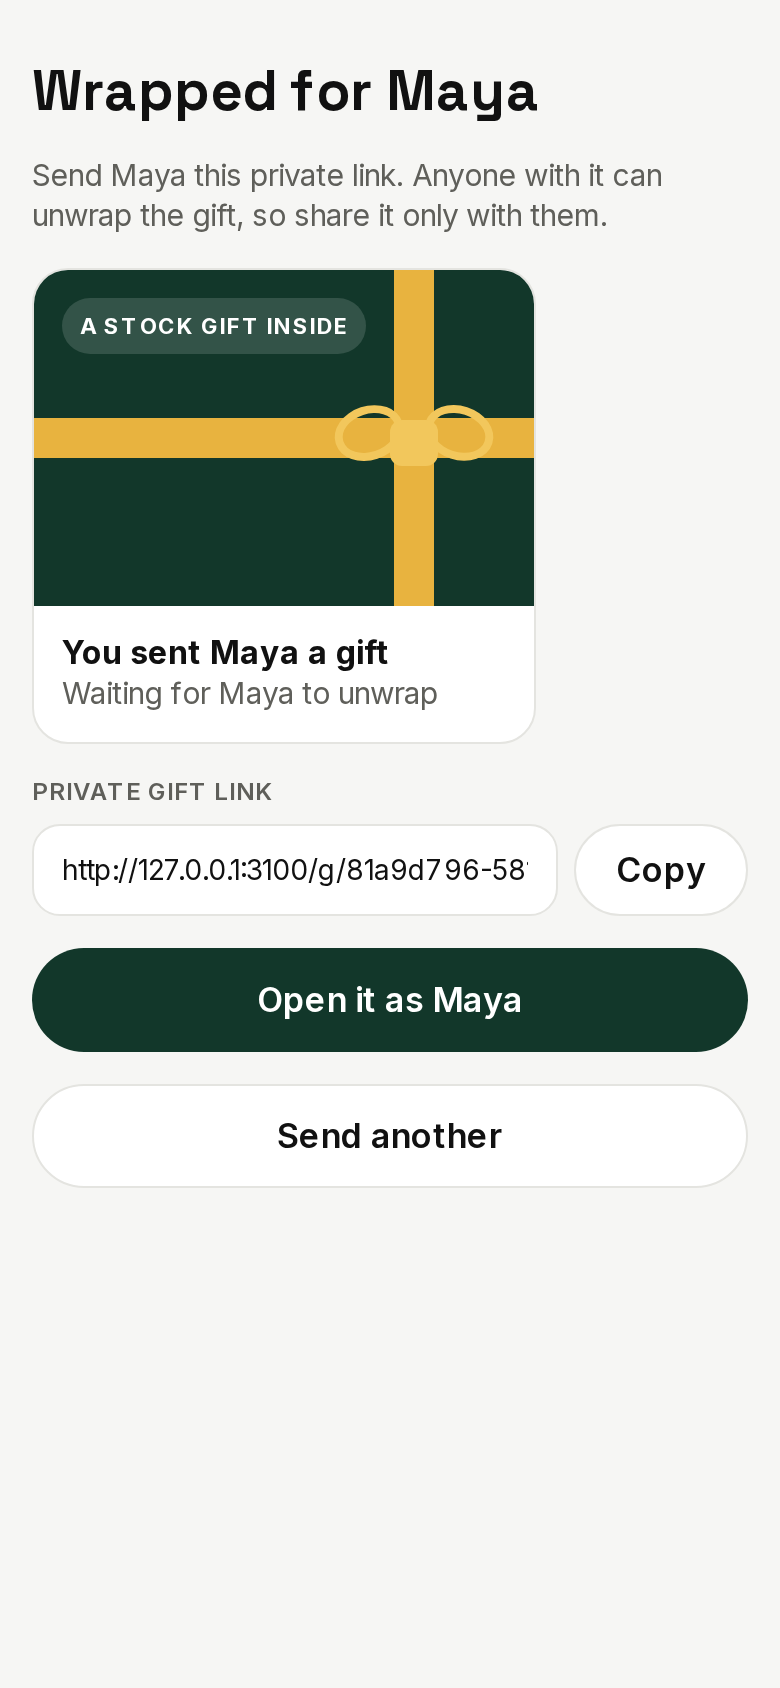 Wrapped for Maya
Send Maya this private link. Anyone with it can
unwrap the gift, so share it only with them.
A STOCK GIFT INSIDE
You sent Maya a gift
Waiting for Maya to unwrap
PRIVATE GIFT LINK
http://127.0.0.1:3100/g/81a9d796-58
Copy
Open it as Maya
Send another